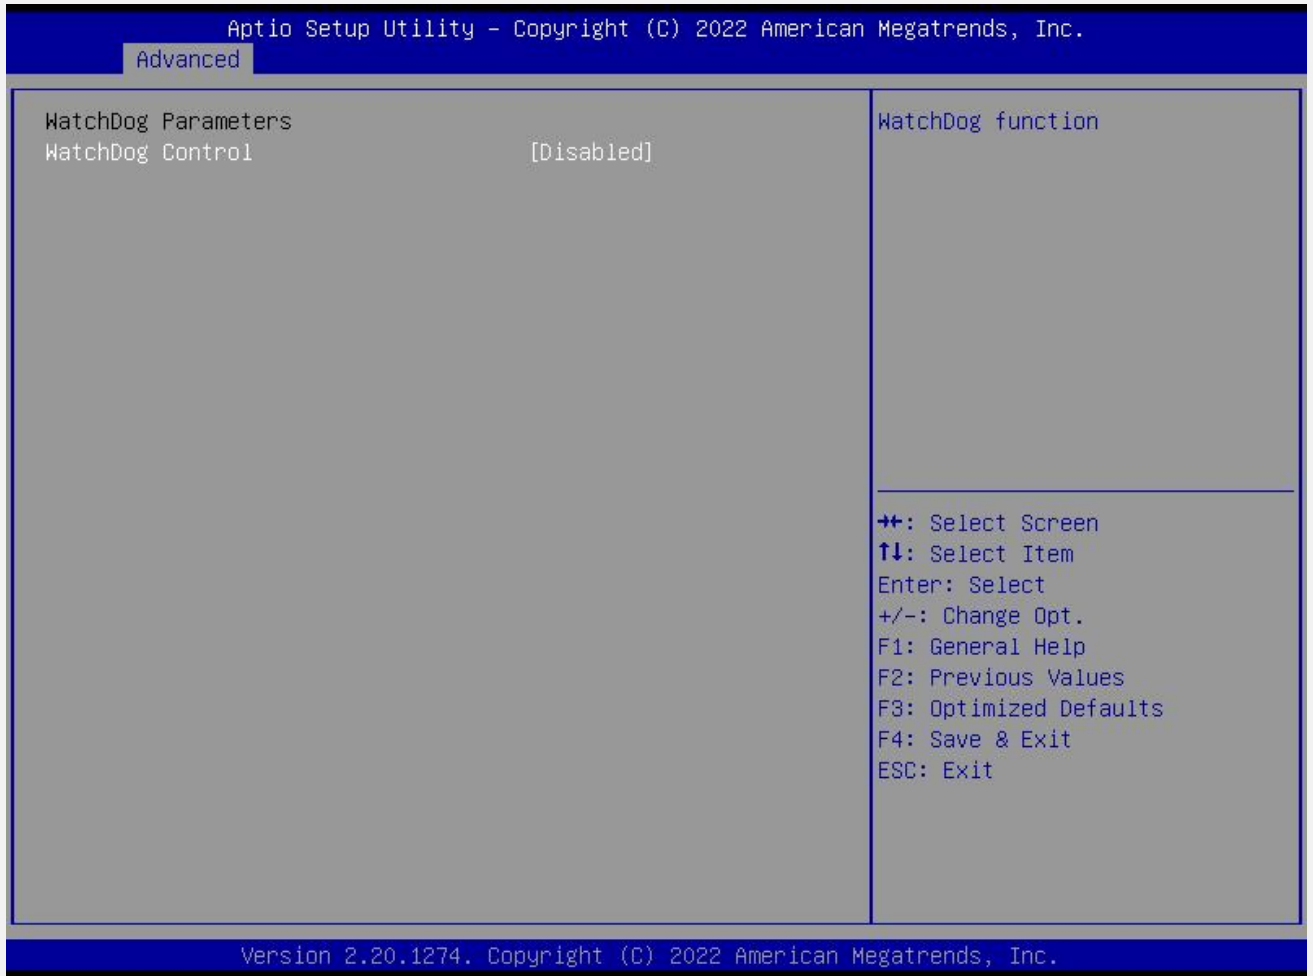 Aptio Setup Utility – Copyright (C) 2022 American Megatrends, Inc.
Advanced
WatchDog Parameters
WatchDog Control [Disabled]
WatchDog function
→←: Select Screen
↑↓: Select Item
Enter: Select
+/-: Change Opt.
F1: General Help
F2: Previous Values
F3: Optimized Defaults
F4: Save & Exit
ESC: Exit
Version 2.20.1274. Copyright (C) 2022 American Megatrends, Inc.